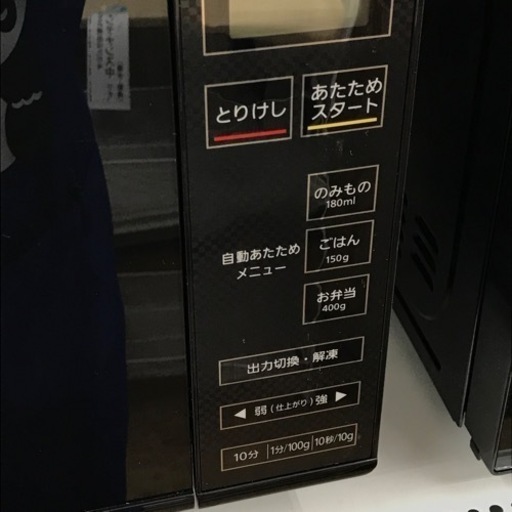 とりけし
あたため
スタート
のみもの
180ml
自動あたため
メニュー
ごはん
150g
お弁当
400g
出力切換・解凍
◀ 弱(仕上がり)強 ▶
10分 1分/100g 10秒/10g